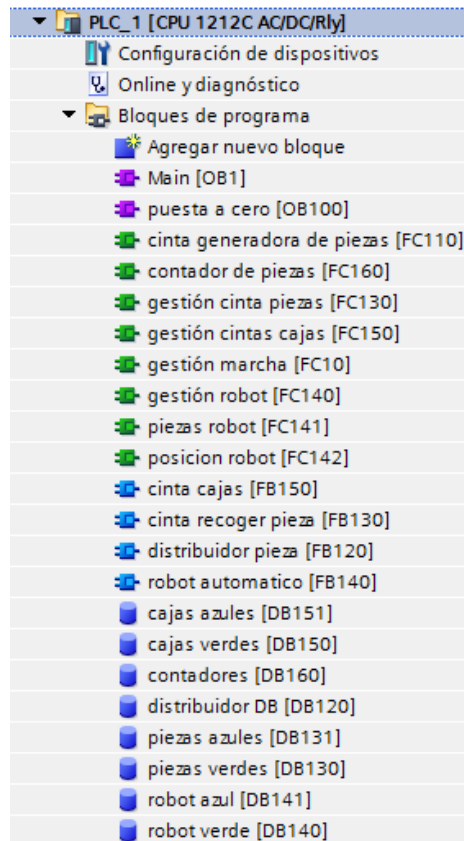 PLC_1 [CPU 1212C AC/DC/Rly]
Configuración de dispositivos
Online y diagnóstico
Bloques de programa
Agregar nuevo bloque
Main [OB1]
puesta a cero [OB100]
cinta generadora de piezas [FC110]
contador de piezas [FC160]
gestión cinta piezas [FC130]
gestión cintas cajas [FC150]
gestión marcha [FC10]
gestión robot [FC140]
piezas robot [FC141]
posicion robot [FC142]
cinta cajas [FB150]
cinta recoger pieza [FB130]
distribuidor pieza [FB120]
robot automatico [FB140]
cajas azules [DB151]
cajas verdes [DB150]
contadores [DB160]
distribuidor DB [DB120]
piezas azules [DB131]
piezas verdes [DB130]
robot azul [DB141]
robot verde [DB140]